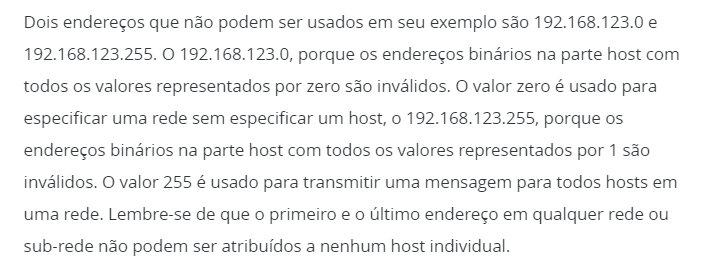 Dois endereços que não podem ser usados em seu exemplo são 192.168.123.0 e
192.168.123.255. O 192.168.123.0, porque os endereços binários na parte host com
todos os valores representados por zero são inválidos. O valor zero é usado para
especificar uma rede sem especificar um host, o 192.168.123.255, porque os
endereços binários na parte host com todos os valores representados por 1 são
inválidos. O valor 255 é usado para transmitir uma mensagem para todos hosts em
uma rede. Lembre-se de que o primeiro e o último endereço em qualquer rede ou
sub-rede não podem ser atribuídos a nenhum host individual.